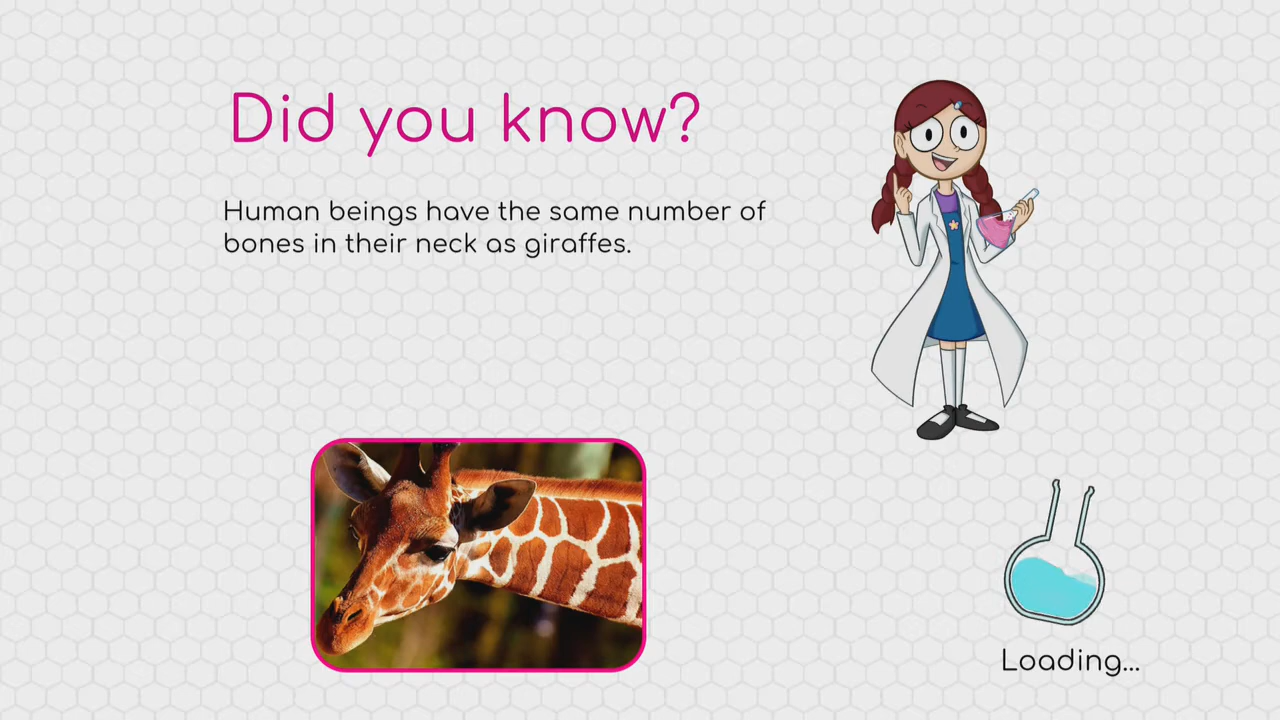 Did you know?
Human beings have the same number of
bones in their neck as giraffes.
Loading...